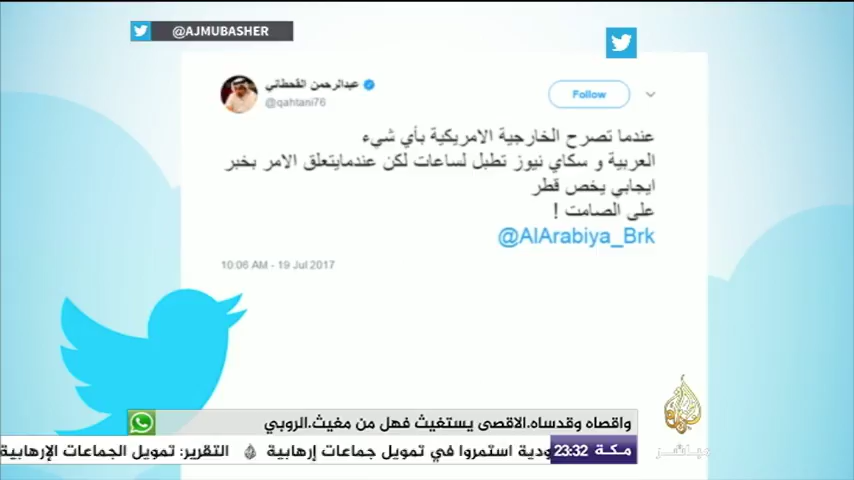 @AJMUBASHER
عبدالرحمن القحطاني
@qahtani76
Follow
عندما تصرح الخارجية الامريكية بأي شيء
العربية و سكاي نيوز تطبل لساعات لكن عندمايتعلق الامر بخبر
ايجابي يخص قطر
على الصامت !
@AlArabiya_Brk
10:06 AM - 19 Jul 2017
واقصاه وقدساه.الاقصى يستغيث فهل من مغيث.الروبي
مكة 23:32
ودية استمروا في تمويل جماعات إرهابية
التقرير: تمويل الجماعات الإرهابية
مباشر